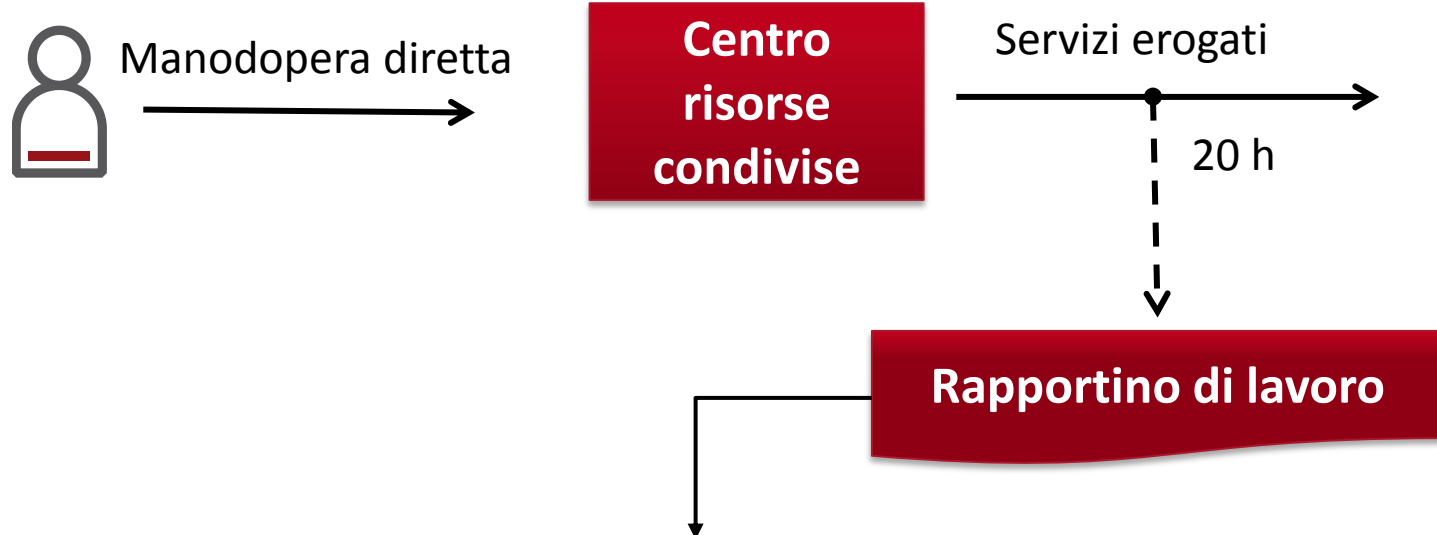 Manodopera diretta
Centro
risorse
condivise
Servizi erogati
20 h
Rapportino di lavoro